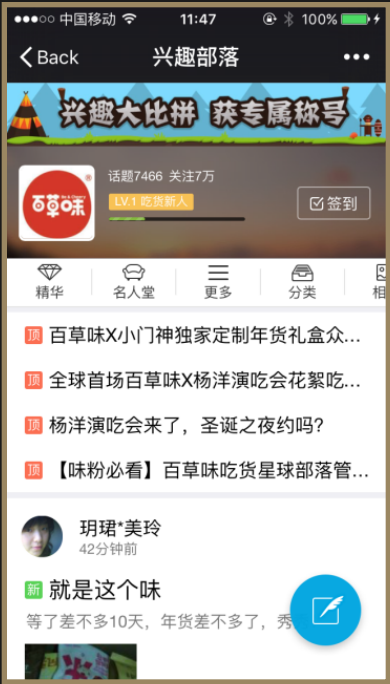 中国移动 11:47 100%
Back 兴趣部落
兴趣大比拼 获专属称号
百草味
话题7466 关注7万
LV.1 吃货新人
签到
精华 名人堂 更多 分类
顶 百草味X小门神独家定制年货礼盒众...
顶 全球首场百草味X杨洋演吃会花絮吃...
顶 杨洋演吃会来了，圣诞之夜约吗?
顶 【味粉必看】百草味吃货星球部落管...
玥珺*美玲
42分钟前
新 就是这个味
等了差不多10天，年货差不多了，秀